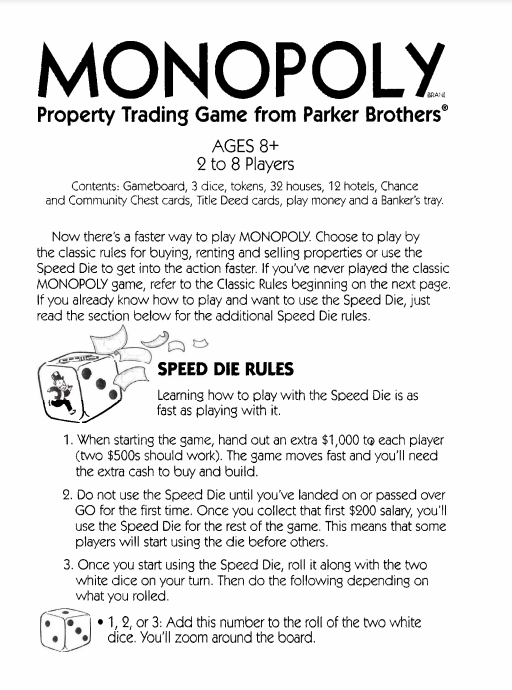 MONOPOLY
BRAND
Property Trading Game from Parker Brothers®
AGES 8+
2 to 8 Players
Contents: Gameboard, 3 dice, tokens, 32 houses, 12 hotels, Chance
and Community Chest cards, Title Deed cards, play money and a Banker's tray.
Now there's a faster way to play MONOPOLY. Choose to play by
the classic rules for buying, renting and selling properties or use the
Speed Die to get into the action faster. If you've never played the classic
MONOPOLY game, refer to the Classic Rules beginning on the next page.
If you already know how to play and want to use the Speed Die, just
read the section below for the additional Speed Die rules.
SPEED DIE RULES
Learning how to play with the Speed Die is as
fast as playing with it.
1. When starting the game, hand out an extra $1,000 to each player
(two $500s should work). The game moves fast and you'll need
the extra cash to buy and build.
2. Do not use the Speed Die until you've landed on or passed over
GO for the first time. Once you collect that first $200 salary, you'll
use the Speed Die for the rest of the game. This means that some
players will start using the die before others.
3. Once you start using the Speed Die, roll it along with the two
white dice on your turn. Then do the following depending on
what you rolled.
• 1, 2, or 3: Add this number to the roll of the two white
dice. You'll zoom around the board.